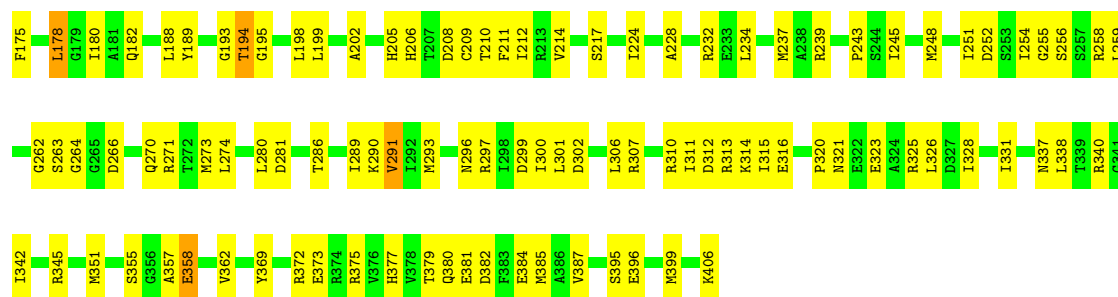 F175 L178 G179 I180 A181 Q182 L188 Y189 G193 T194 G195 L198 L199 A202 H205 H206 T207 D208 C209 T210 F211 I212 R213 V214 S217 I224 A228 R232 E233 L234 M237 A238 R239 P243 S244 I245 M248 I251 D252 S253 I254 G255 S256 S257 R258 L259
G262 S263 G264 G265 D266 Q270 R271 T272 M273 L274 L280 D281 T286 I289 K290 V291 I292 M293 N296 R297 I298 D299 I300 L301 D302 L306 R307 R310 I311 D312 R313 K314 I315 E316 P320 N321 E322 E323 A324 R325 L326 D327 I328 I331 N337 L338 T339 R340 G341
I342 R345 M351 S355 G356 A357 E358 V362 Y369 R372 E373 R374 R375 V376 H377 V378 T379 Q380 E381 D382 F383 E384 M385 A386 V387 S395 E396 M399 K406